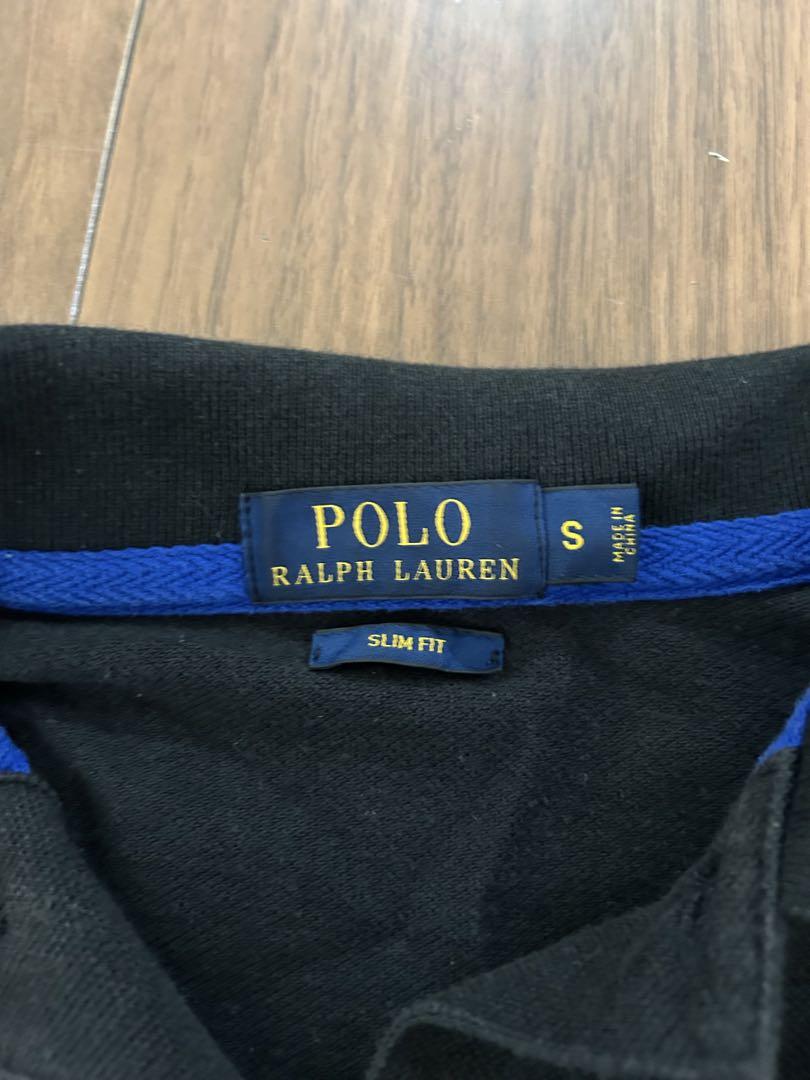 POLO
RALPH LAUREN
S
MADE IN
CHINA
SLIM FIT